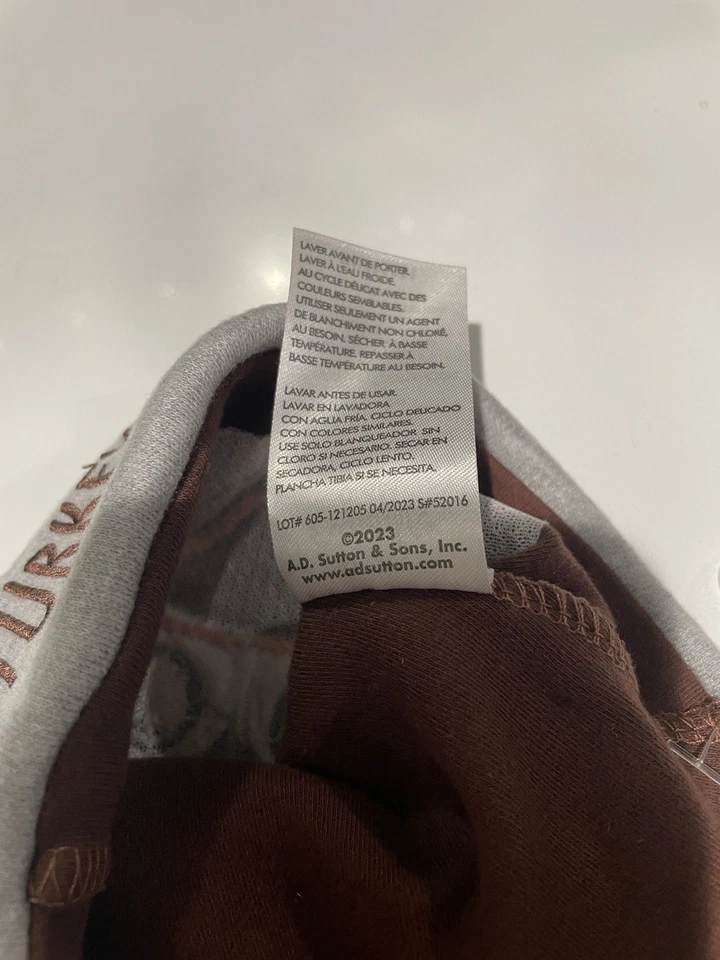 LAVER AVANT DE PORTER.
LAVER À L'EAU FROIDE.
AU CYCLE DÉLICAT AVEC DES
COULEURS SEMBLABLES.
UTILISER SEULEMENT UN AGENT
DE BLANCHIMENT NON CHLORÉ,
AU BESOIN. SÉCHER À BASSE
TEMPÉRATURE. REPASSER À
BASSE TEMPÉRATURE AU BESOIN.
LAVAR ANTES DE USAR.
LAVAR EN LAVADORA
CON AGUA FRÍA. CICLO DELICADO
CON COLORES SIMILARES.
USE SOLO BLANQUEADOR SIN
CLORO SI NECESARIO. SECAR EN
SECADORA, CICLO LENTO.
PLANCHA TIBIA SI SE NECESITA.
LOT# 605-121205 04/2023 S#52016
©2023
A.D. Sutton & Sons, Inc.
www.adsutton.com
TURKEY